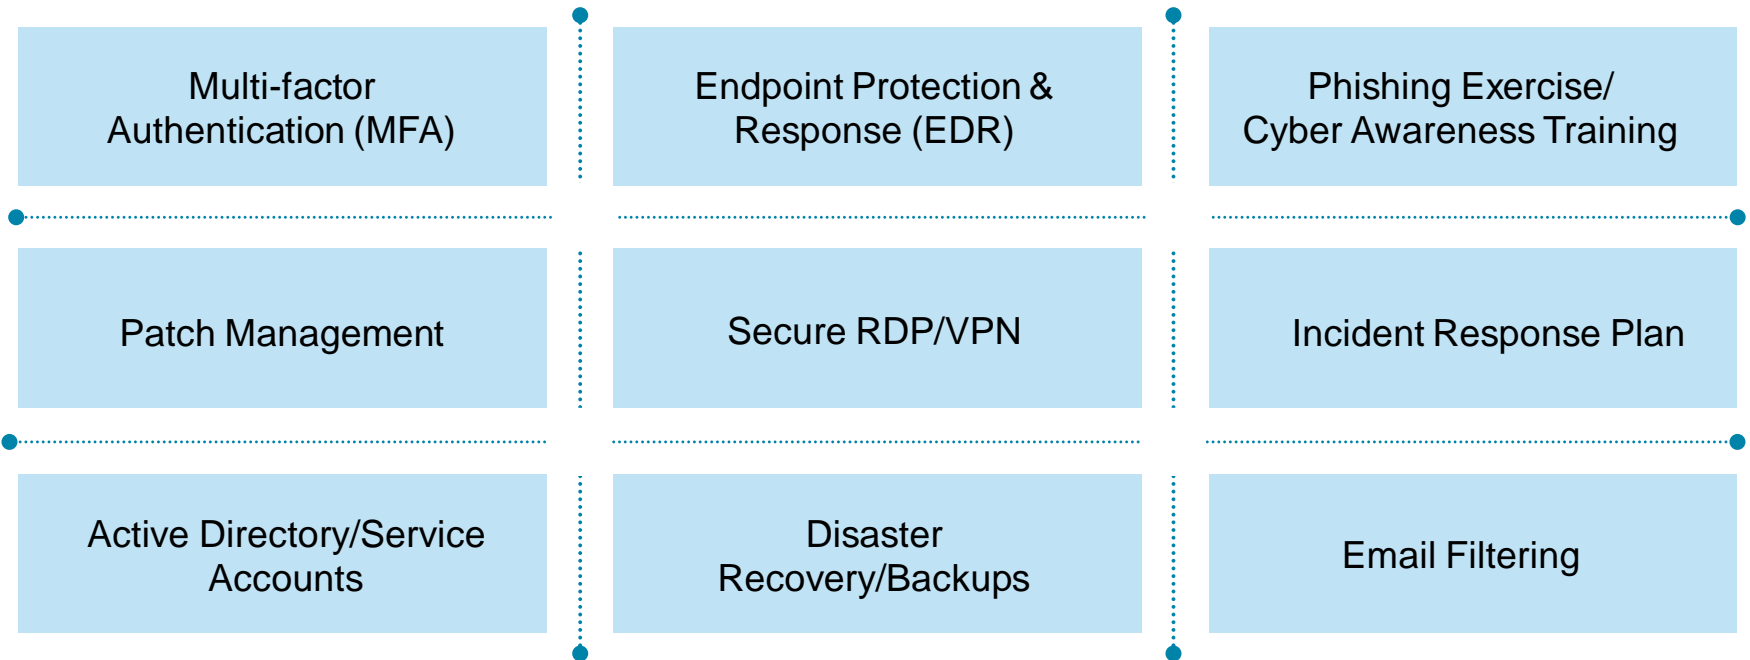 Multi-factor
Authentication (MFA)
Endpoint Protection &
Response (EDR)
Phishing Exercise/
Cyber Awareness Training
Patch Management
Secure RDP/VPN
Incident Response Plan
Active Directory/Service
Accounts
Disaster
Recovery/Backups
Email Filtering